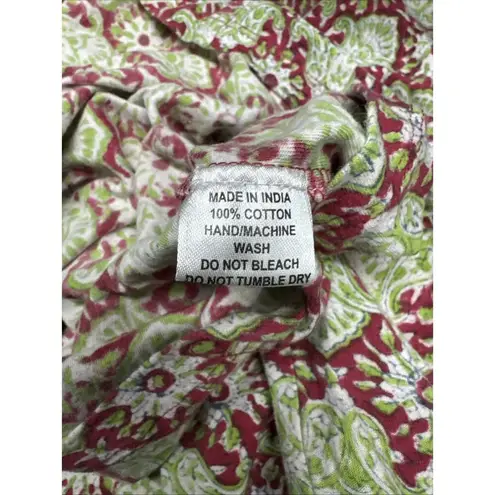 MADE IN INDIA
100% COTTON
HAND/MACHINE
WASH
DO NOT BLEACH
DO NOT TUMBLE DRY